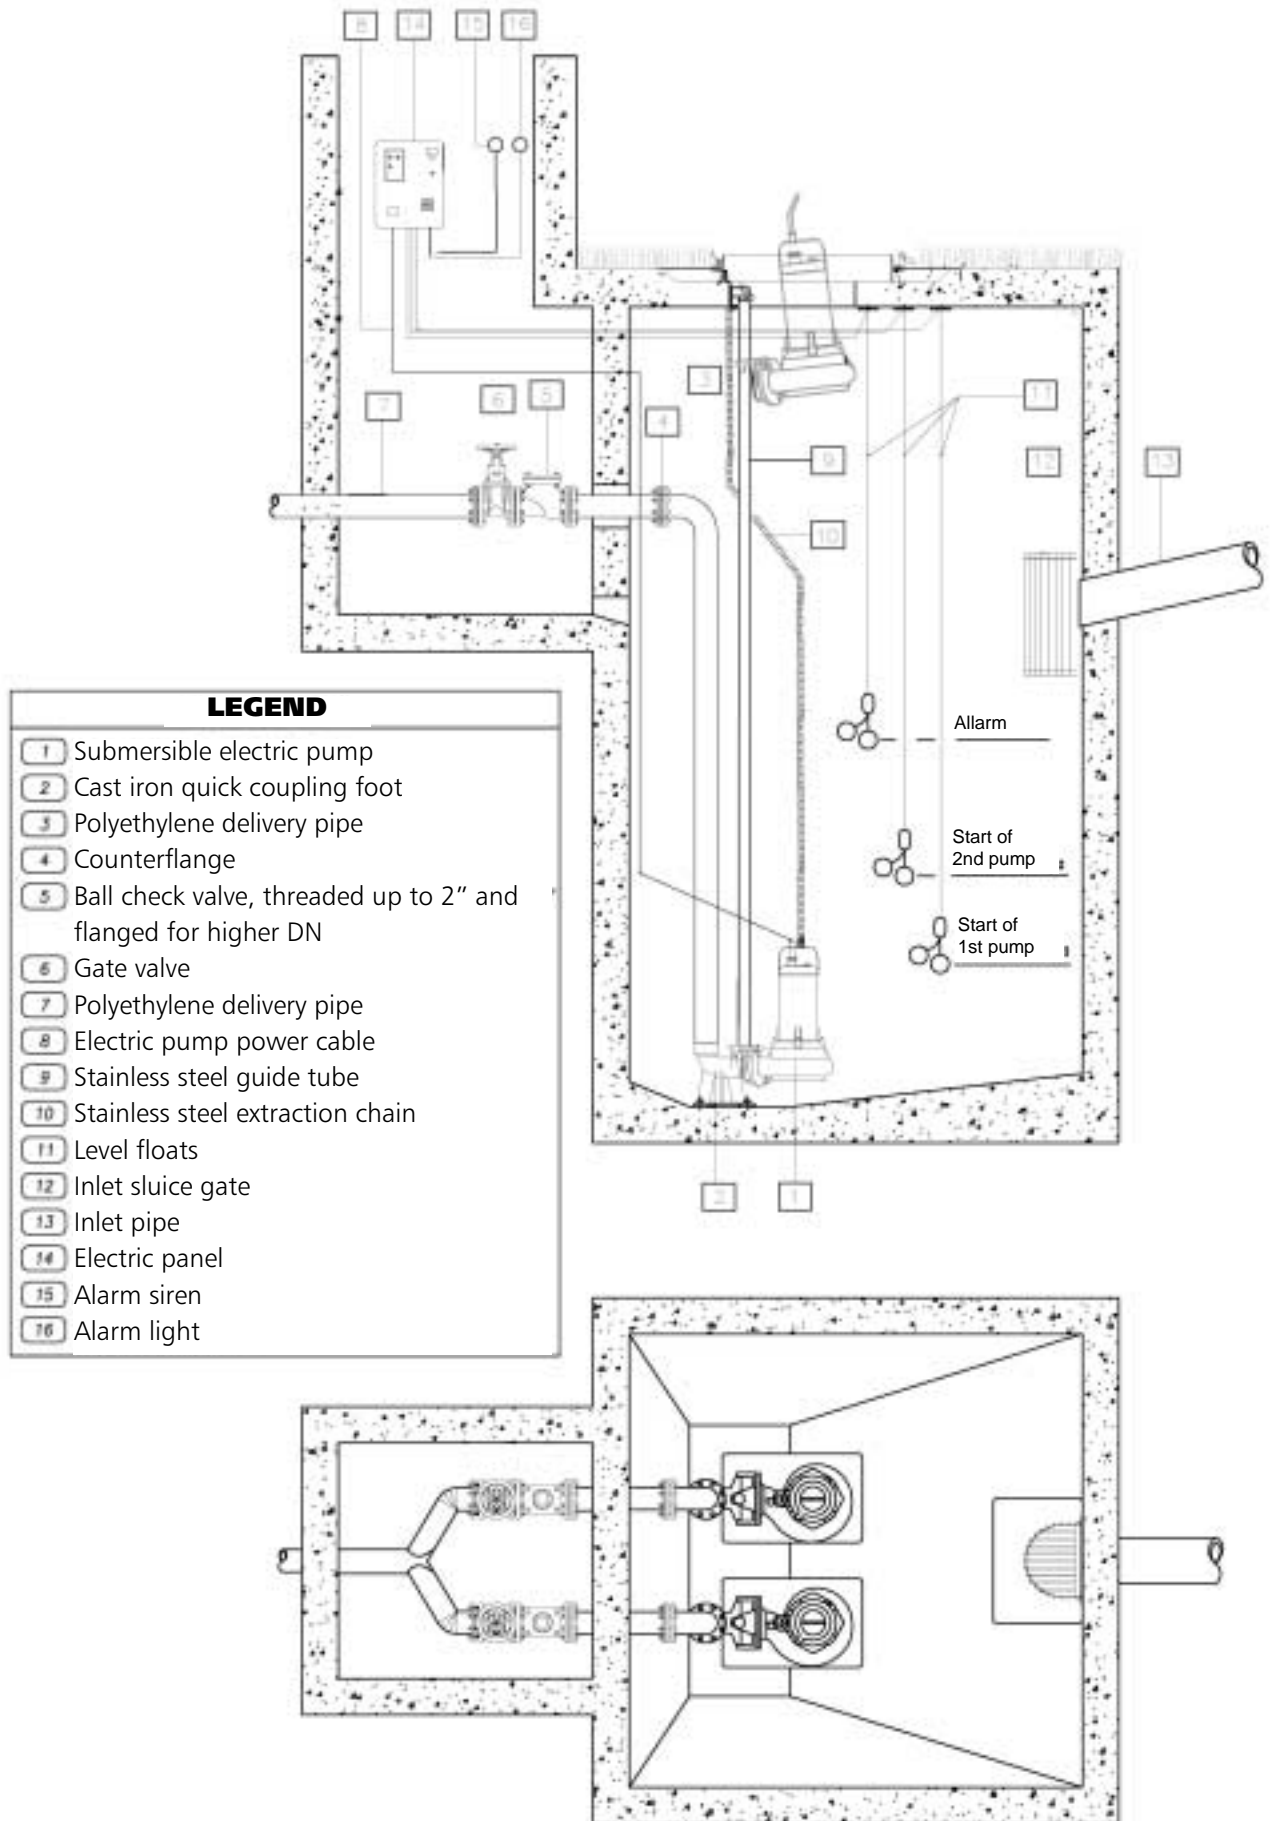 8 14 15 16
3
7 6 5 4
11
9
12 13
10
Allarm
Start of
2nd pump
Start of
1st pump
LEGEND
1 Submersible electric pump
2 Cast iron quick coupling foot
3 Polyethylene delivery pipe
4 Counterflange
5 Ball check valve, threaded up to 2” and
flanged for higher DN
6 Gate valve
7 Polyethylene delivery pipe
8 Electric pump power cable
9 Stainless steel guide tube
10 Stainless steel extraction chain
11 Level floats
12 Inlet sluice gate
13 Inlet pipe
14 Electric panel
15 Alarm siren
16 Alarm light
2 1